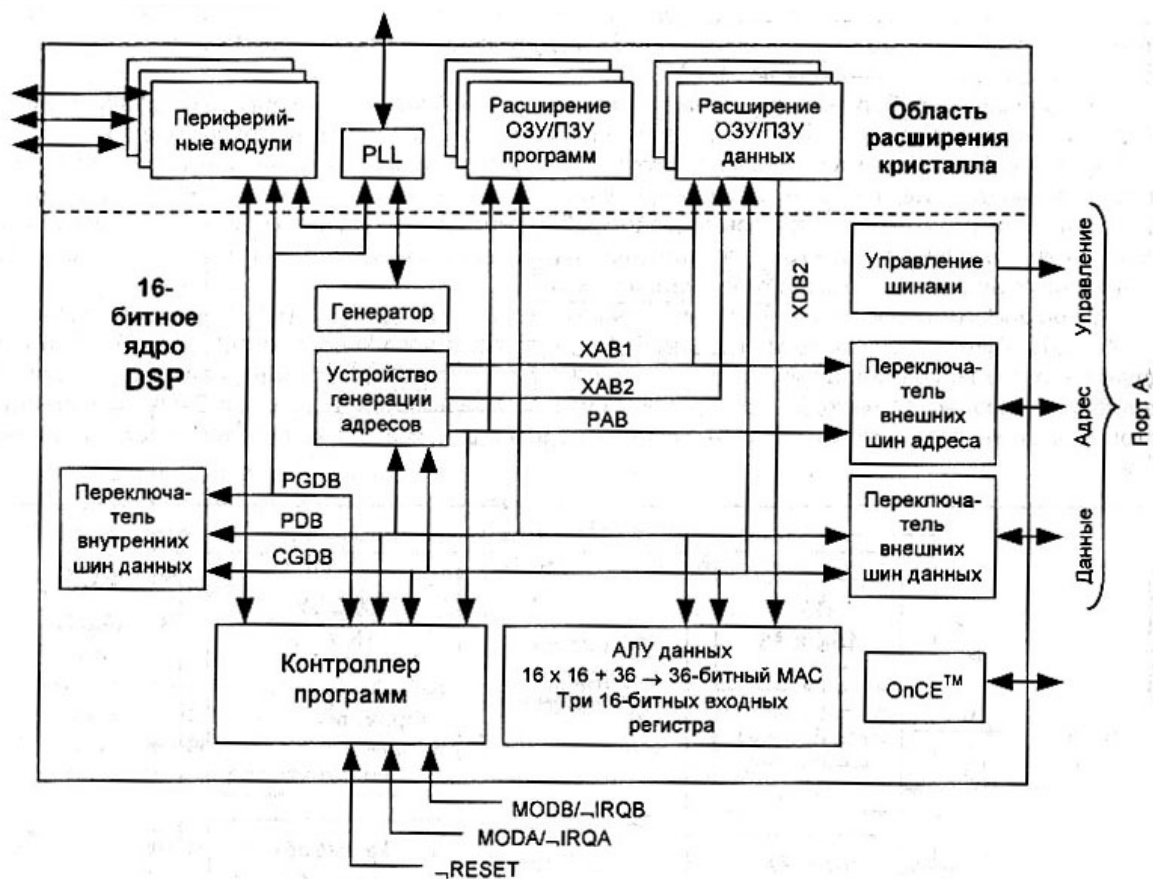 Периферий-
ные модули
PLL
Расширение
ОЗУ/ПЗУ
программ
Расширение
ОЗУ/ПЗУ
данных
Область
расширения
кристалла
16-
битное
ядро
DSP
Генератор
Устройство
генерации
адресов
XAB1
XAB2
PAB
XDB2
Управление
шинами
Переключа-
тель
внешних
шин адреса
Управление
Адрес
Данные
Порт А
Переключа-
тель
внутренних
шин данных
PGDB
PDB
CGDB
Переключа-
тель
внешних
шин данных
Контроллер
программ
АЛУ данных
16 x 16 + 36 → 36-битный MAC
Три 16-битных входных
регистра
OnCE™
MODB/¬IRQB
MODA/¬IRQA
¬RESET